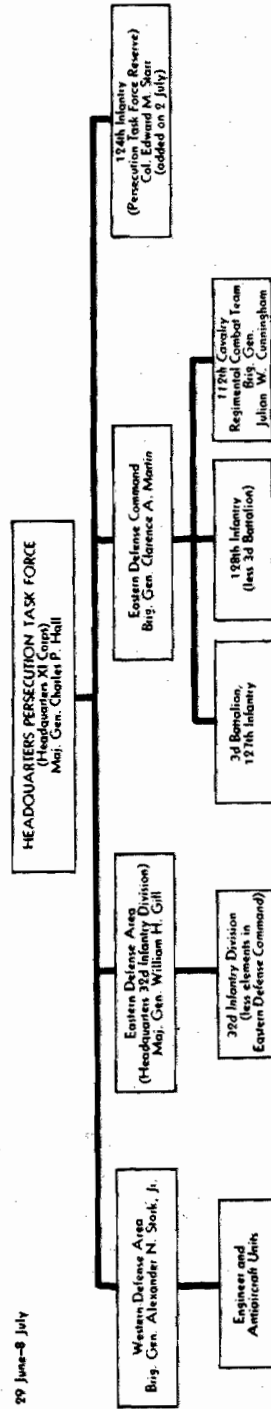 29 June–8 July
HEADQUARTERS PERSECUTION TASK FORCE
(Headquarters XI Corps)
Maj. Gen. Charles P. Hall
Western Defense Area
Brig. Gen. Alexander N. Stark, Jr.
Eastern Defense Area
(Headquarters 32d Infantry Division)
Maj. Gen. William H. Gill
Eastern Defense Command
Brig. Gen. Clarence A. Martin
124th Infantry
(Persecution Task Force Reserve)
Col. Edward M. Starr
(added on 2 July)
Engineer and
Antiaircraft Units
32d Infantry Division
(less elements in
Eastern Defense Command)
3d Battalion,
127th Infantry
128th Infantry
(less 3d Battalion)
112th Cavalry
Regimental Combat Team
Brig. Gen.
Julian W. Cunningham